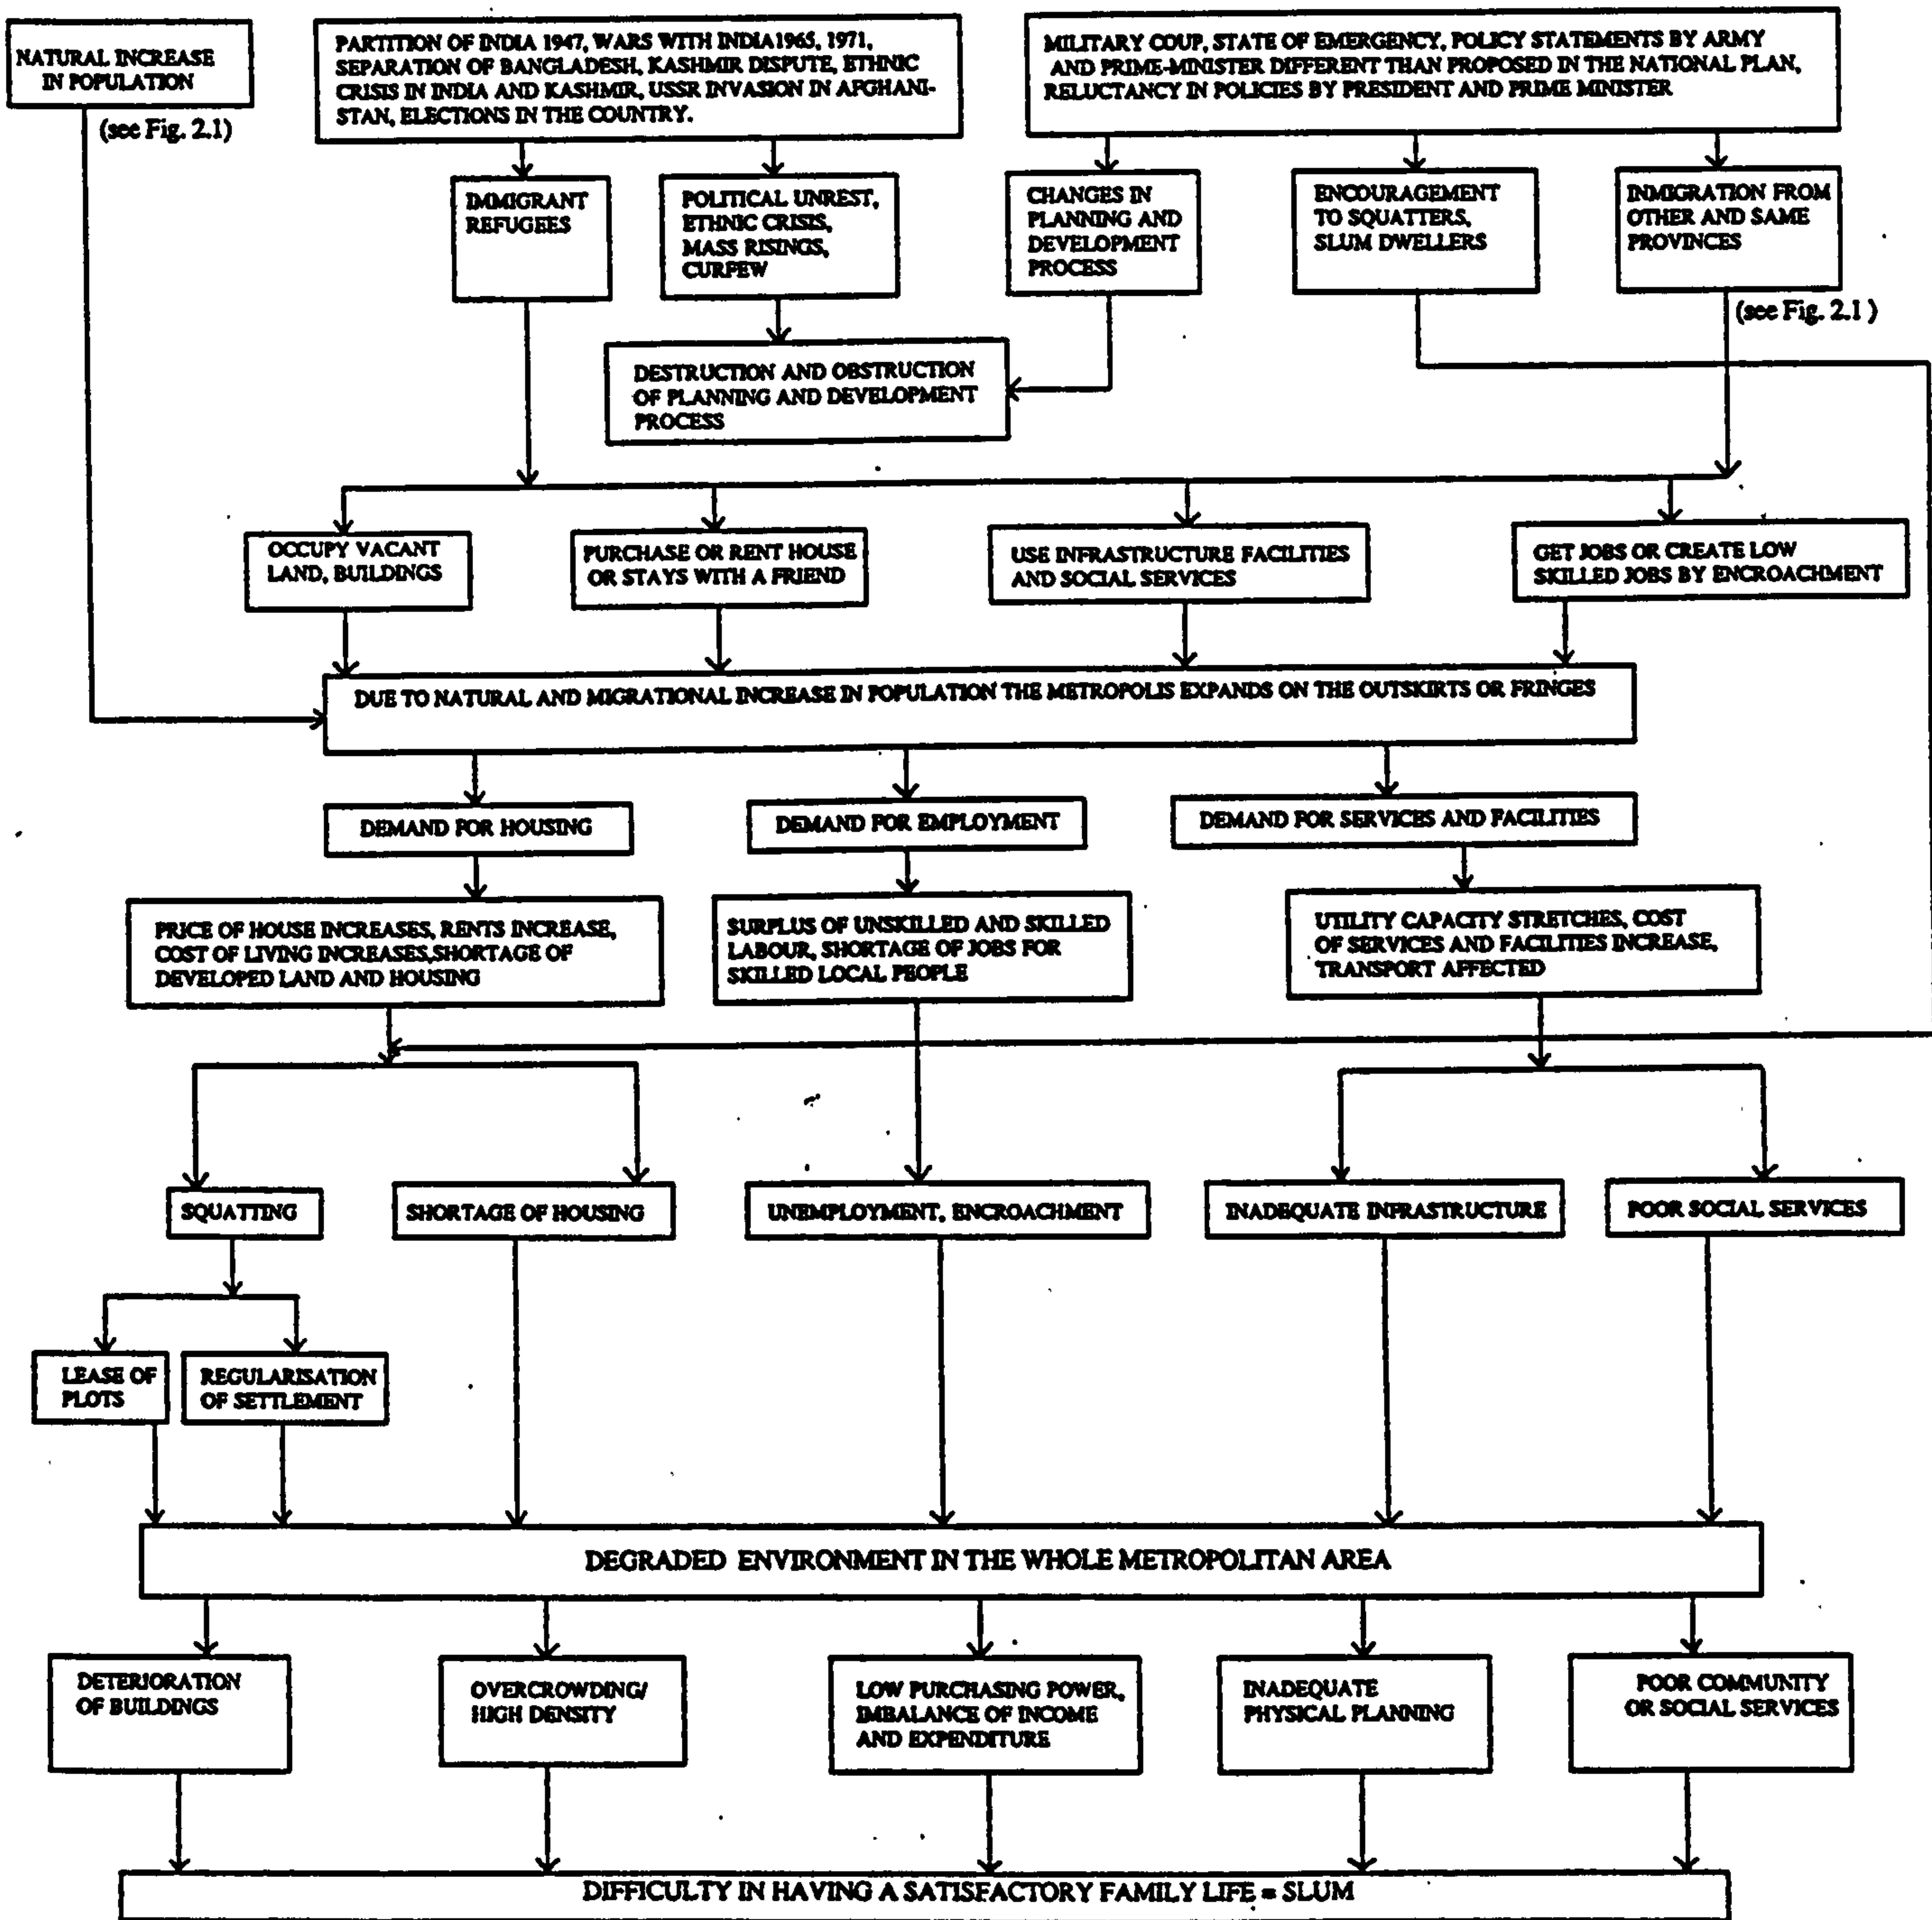 NATURAL INCREASE
IN POPULATION
(see Fig. 2.1)
PARTITION OF INDIA 1947, WARS WITH INDIA1965, 1971,
SEPARATION OF BANGLADESH, KASHMIR DISPUTE, ETHNIC
CRISIS IN INDIA AND KASHMIR, USSR INVASION IN AFGHANI-
STAN, ELECTIONS IN THE COUNTRY.
MILITARY COUP, STATE OF EMERGENCY, POLICY STATEMENTS BY ARMY
AND PRIME-MINISTER DIFFERENT THAN PROPOSED IN THE NATIONAL PLAN,
RELUCTANCY IN POLICIES BY PRESIDENT AND PRIME MINISTER
IMMIGRANT
REFUGEES
POLITICAL UNREST,
ETHNIC CRISIS,
MASS RISINGS,
CURFEW
CHANGES IN
PLANNING AND
DEVELOPMENT
PROCESS
ENCOURAGEMENT
TO SQUATTERS,
SLUM DWELLERS
INMIGRATION FROM
OTHER AND SAME
PROVINCES
(see Fig. 2.1 )
DESTRUCTION AND OBSTRUCTION
OF PLANNING AND DEVELOPMENT
PROCESS
OCCUPY VACANT
LAND, BUILDINGS
PURCHASE OR RENT HOUSE
OR STAYS WITH A FRIEND
USE INFRASTRUCTURE FACILITIES
AND SOCIAL SERVICES
GET JOBS OR CREATE LOW
SKILLED JOBS BY ENCROACHMENT
DUE TO NATURAL AND MIGRATIONAL INCREASE IN POPULATION THE METROPOLIS EXPANDS ON THE OUTSKIRTS OR FRINGES
DEMAND FOR HOUSING
DEMAND FOR EMPLOYMENT
DEMAND FOR SERVICES AND FACILITIES
PRICE OF HOUSE INCREASES, RENTS INCREASE,
COST OF LIVING INCREASES,SHORTAGE OF
DEVELOPED LAND AND HOUSING
SURPLUS OF UNSKILLED AND SKILLED
LABOUR, SHORTAGE OF JOBS FOR
SKILLED LOCAL PEOPLE
UTILITY CAPACITY STRETCHES, COST
OF SERVICES AND FACILITIES INCREASE,
TRANSPORT AFFECTED
SQUATTING
SHORTAGE OF HOUSING
UNEMPLOYMENT, ENCROACHMENT
INADEQUATE INFRASTRUCTURE
POOR SOCIAL SERVICES
LEASE OF
PLOTS
REGULARISATION
OF SETTLEMENT
DEGRADED ENVIRONMENT IN THE WHOLE METROPOLITAN AREA
DETERIORATION
OF BUILDINGS
OVERCROWDING/
HIGH DENSITY
LOW PURCHASING POWER,
IMBALANCE OF INCOME
AND EXPENDITURE
INADEQUATE
PHYSICAL PLANNING
POOR COMMUNITY
OR SOCIAL SERVICES
DIFFICULTY IN HAVING A SATISFACTORY FAMILY LIFE = SLUM